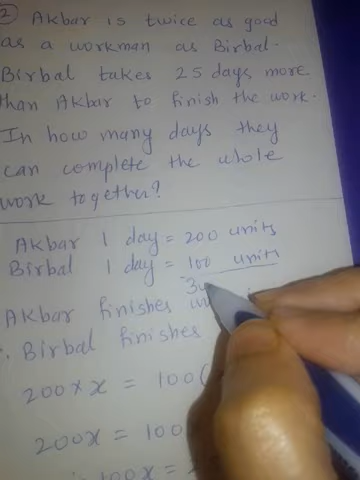 2 Akbar is twice as good
as a workman as Birbal.
Birbal takes 25 days more
than Akbar to finish the work.
In how many days they
can complete the whole
work together?
Akbar 1 day = 200 units
Birbal 1 day = 100 units
Akbar finishes
Birbal finishes
200 × x = 100(
200x = 100
100x =